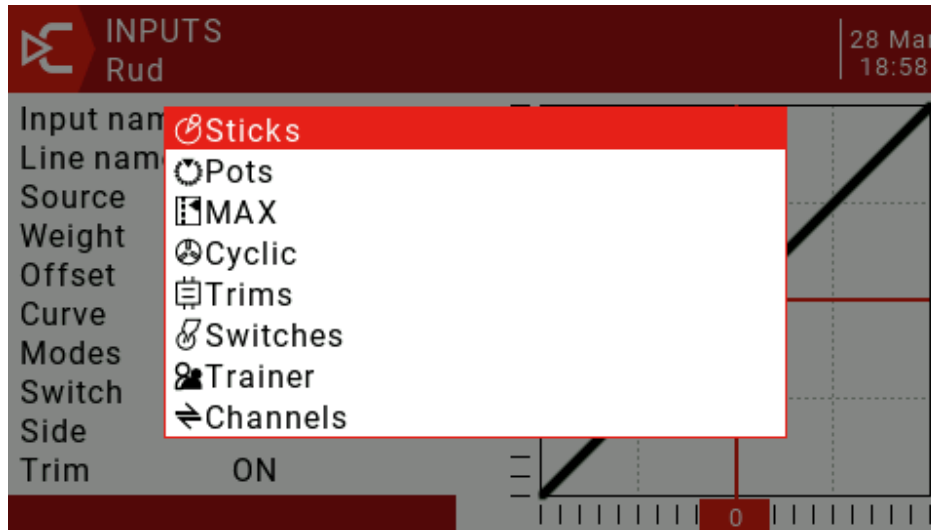 INPUTS
Rud
28 Mar
18:58
Input nam
Line nam
Source
Weight
Offset
Curve
Modes
Switch
Side
Trim ON
Sticks
Pots
MAX
Cyclic
Trims
Switches
Trainer
Channels
0